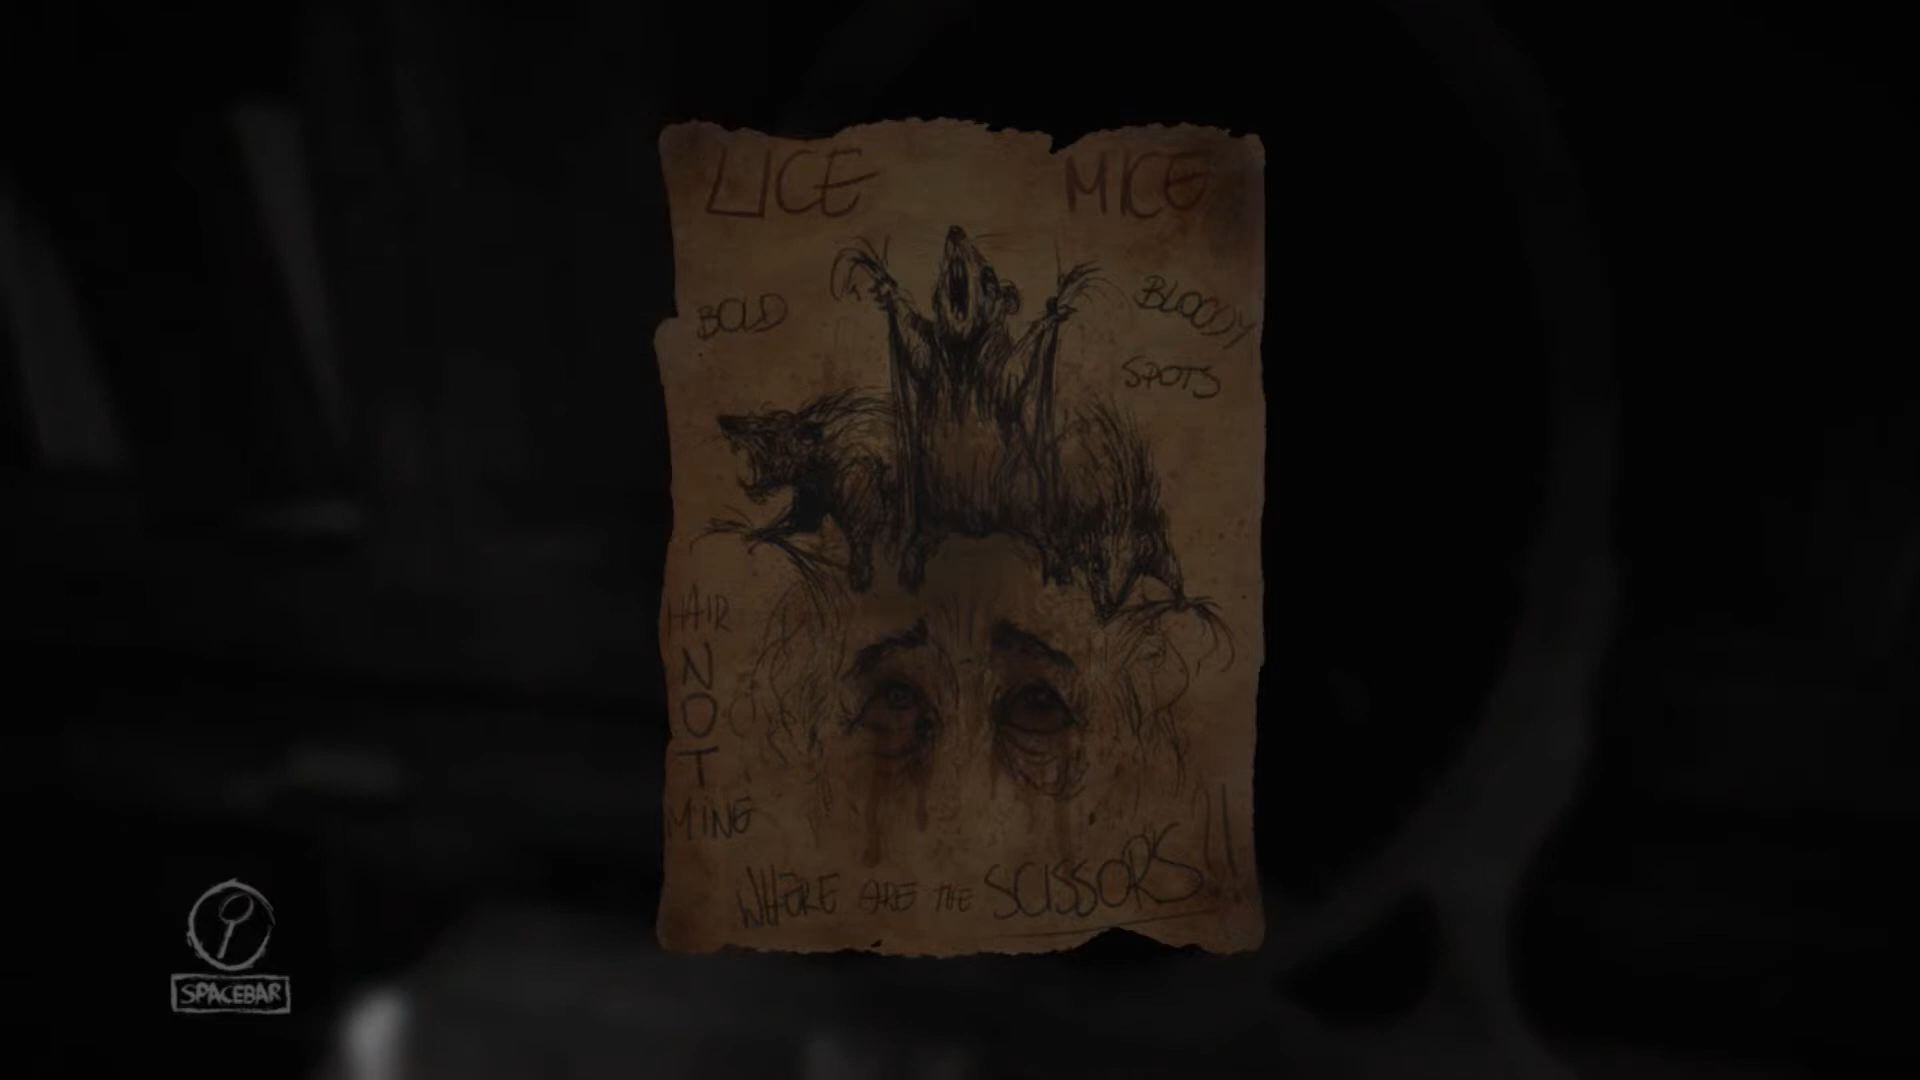 LICE MICE
BOLD
BLOODY
SPOTS
HAIR
N
O
T
MiNE
WHERE ARE THE SCISSORS!!
SPACEBAR